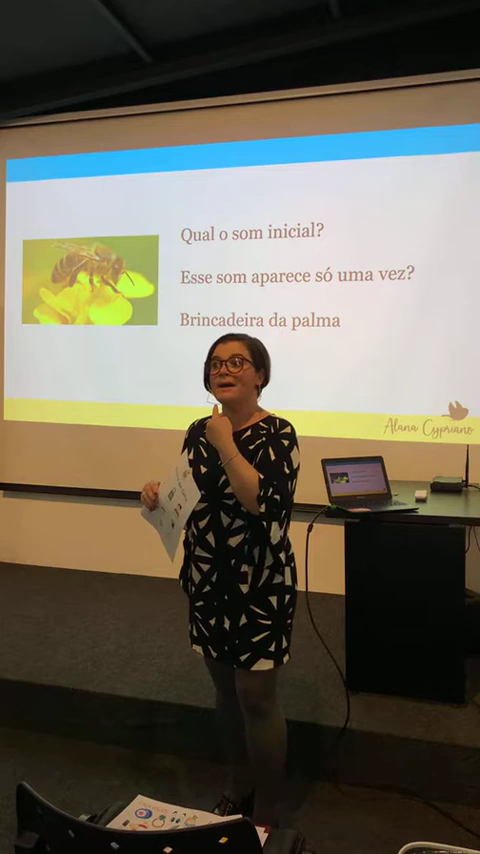 Qual o som inicial?
Esse som aparece só uma vez?
Brincadeira da palma
Alana Cypriano